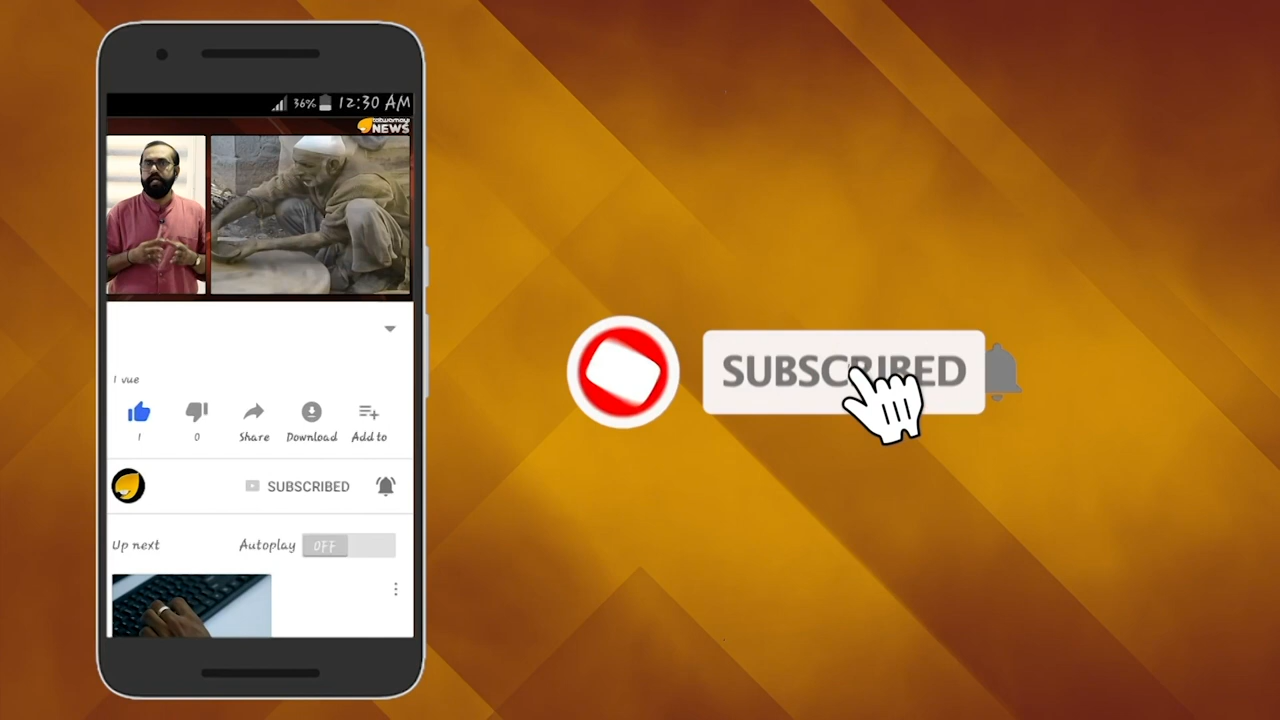 36% 12:30 AM
tatwamayi
NEWS
1 vue
1
0
Share
Download
Add to
SUBSCRIBED
Up next
Autoplay
OFF
SUBSCRIBED